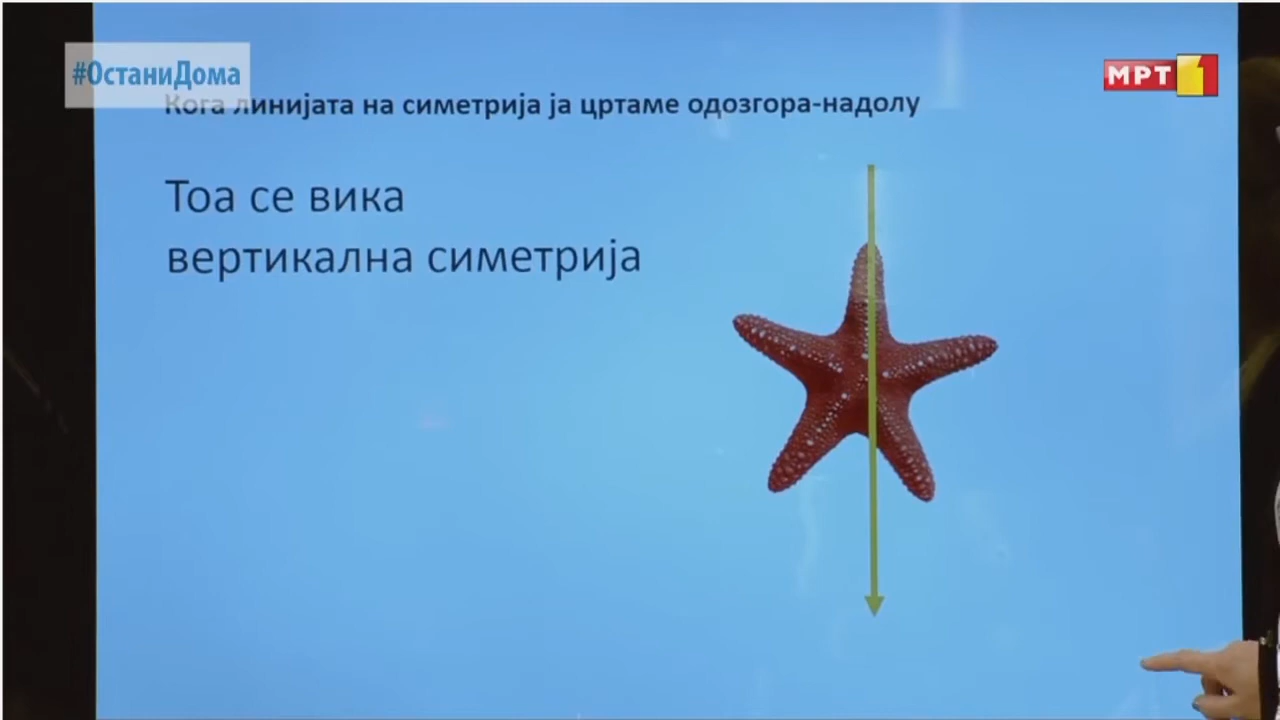 #ОстаниДома
МРТ 1
Кога линијата на симетрија ја цртаме одозгора-надолу
Тоа се вика
вертикална симетрија